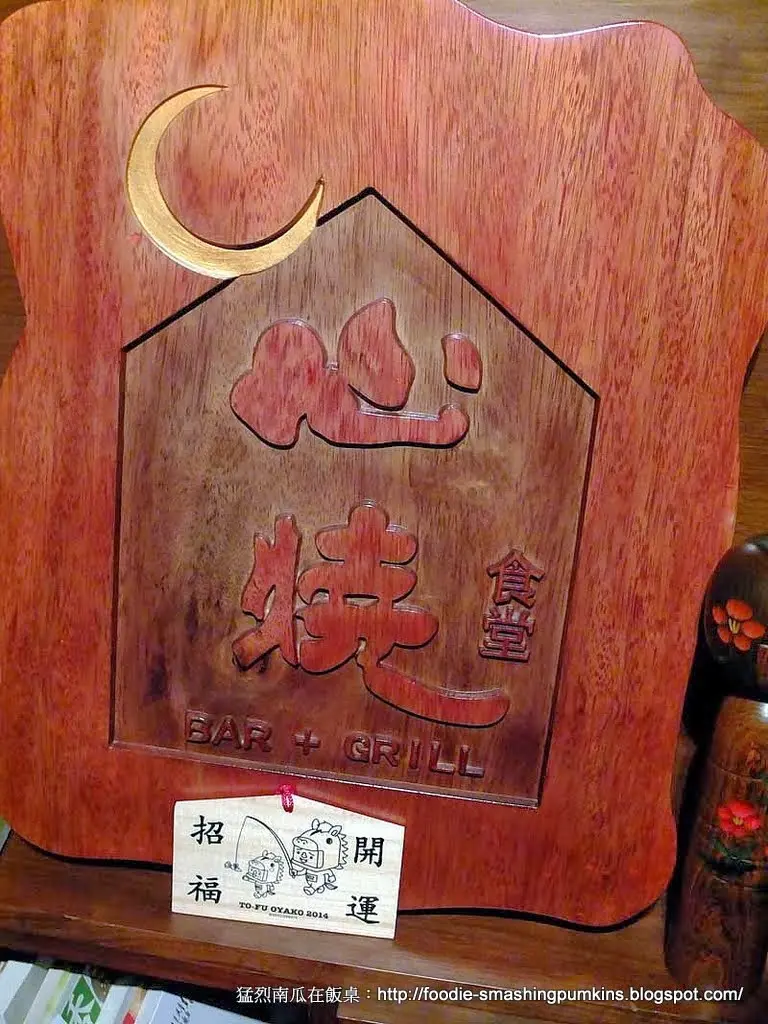 心
燒
食堂
BAR + GRILL
招福
開運
TO-FU OYAKO 2014
猛烈南瓜在飯桌：http://foodie-smashingpumkins.blogspot.com/